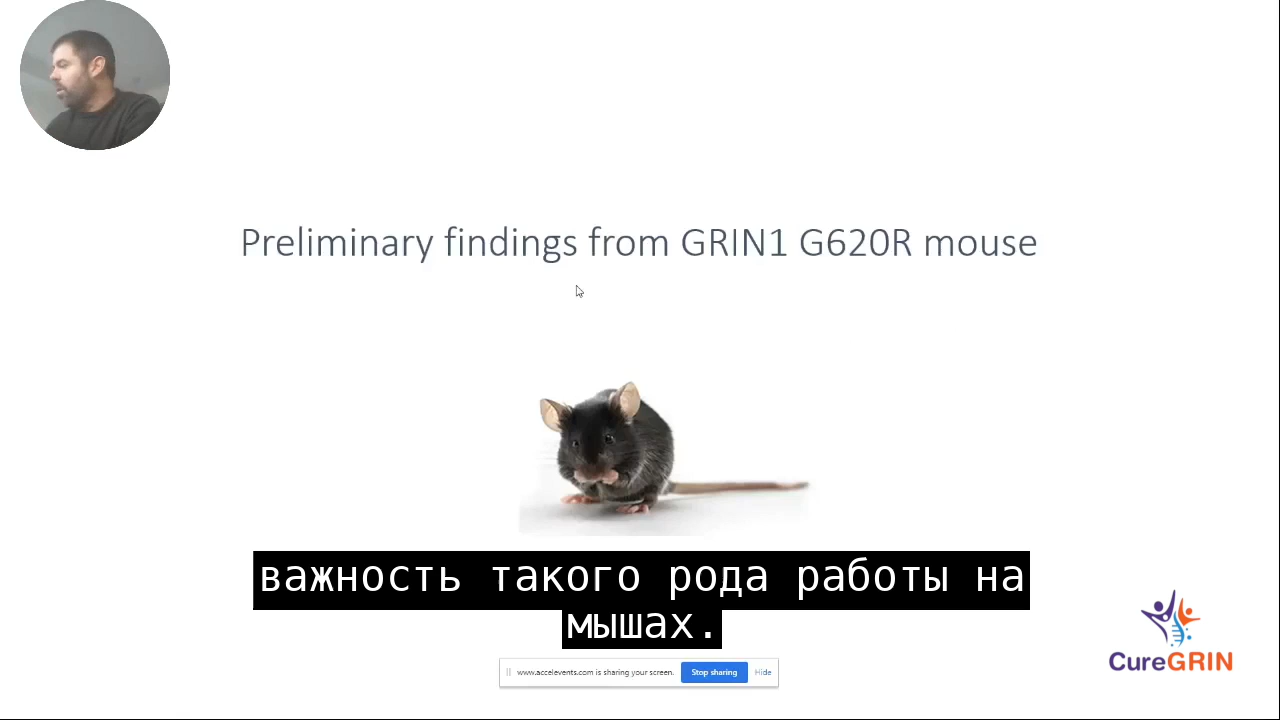 Preliminary findings from GRIN1 G620R mouse
важность такого рода работы на
мышах.
www.accelevents.com is sharing your screen. Stop sharing Hide
CureGRIN